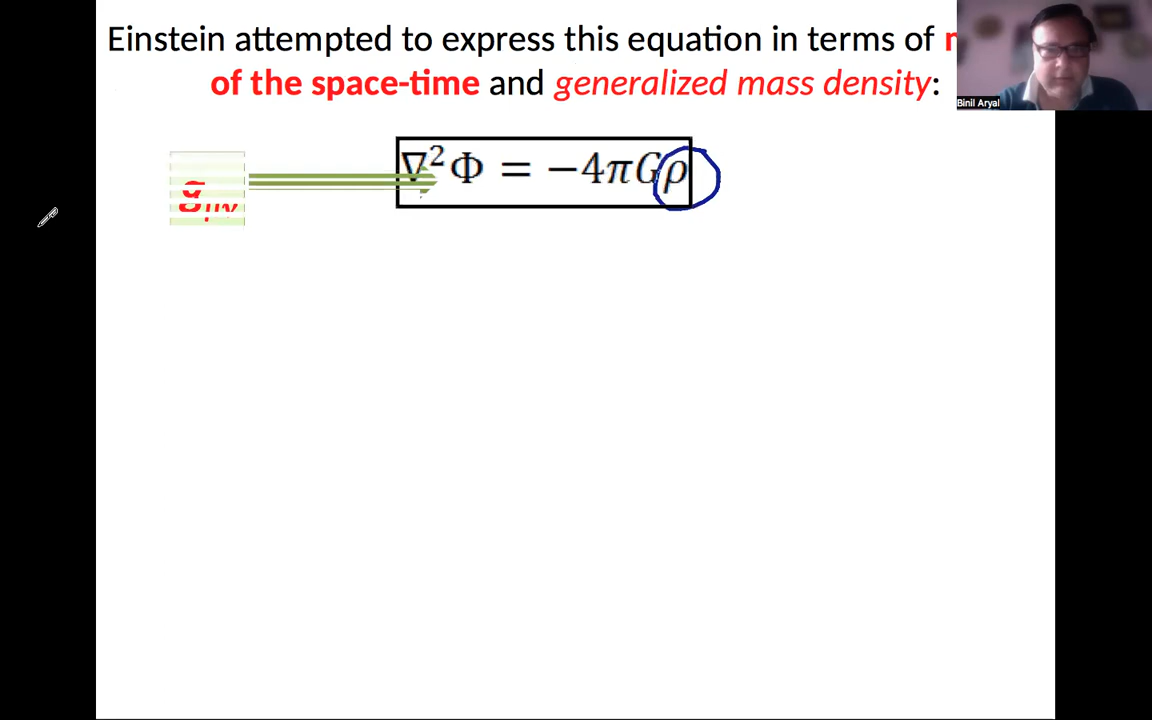 Einstein attempted to express this equation in terms of
of the space-time and generalized mass density:
Binil Aryal
∇²Φ = −4πGρ
gμν